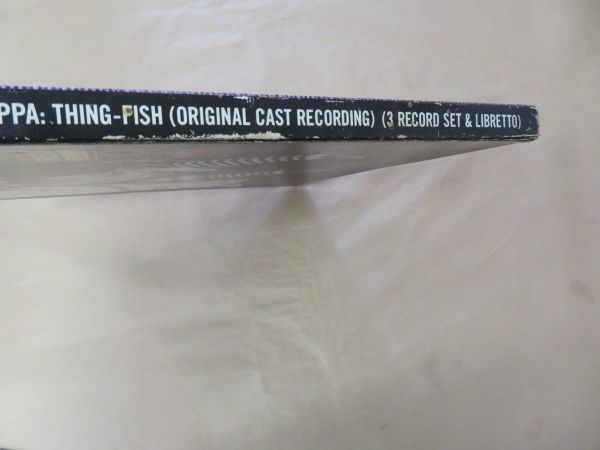 PPA: THING-FISH (ORIGINAL CAST RECORDING) (3 RECORD SET & LIBRETTO)